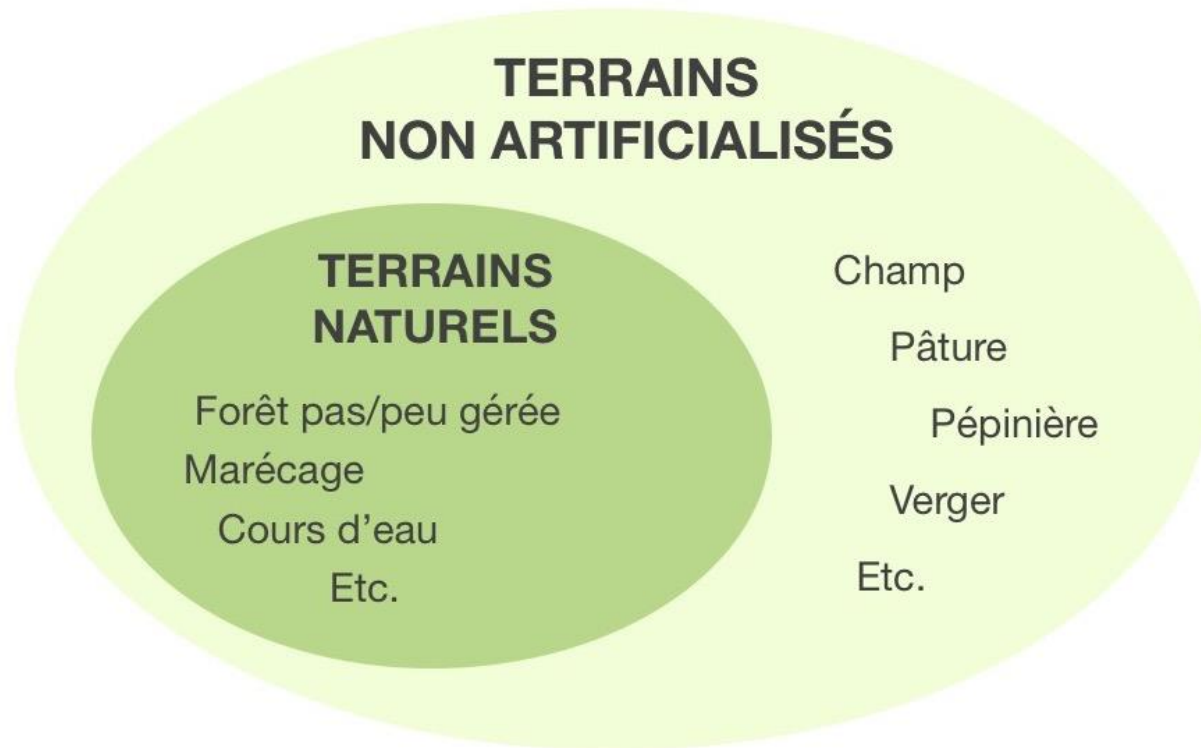 TERRAINS
NON ARTIFICIALISÉS
TERRAINS
NATURELS
Forêt pas/peu gérée
Marécage
Cours d’eau
Etc.
Champ
Pâture
Pépinière
Verger
Etc.